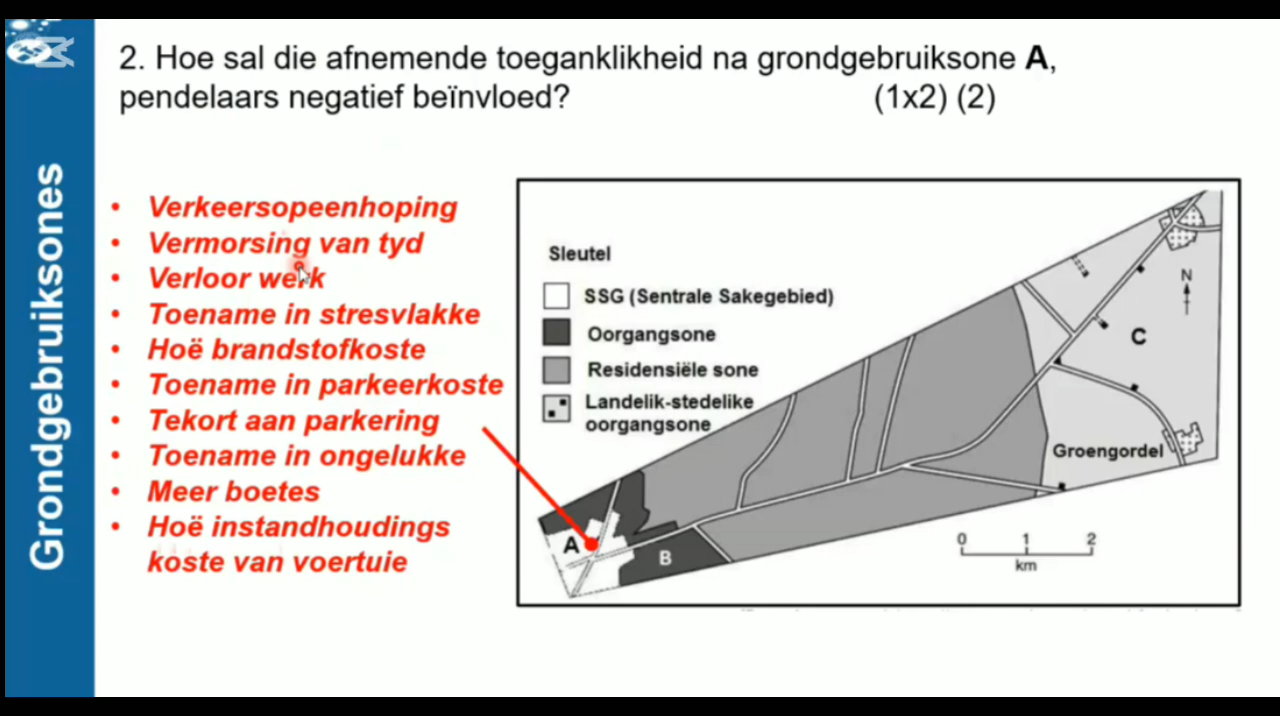 Grondgebruiksones
2. Hoe sal die afnemende toeganklikheid na grondgebruiksone A,
pendelaars negatief beïnvloed? (1x2) (2)
• Verkeersopeenhoping
• Vermorsing van tyd
• Verloor werk
• Toename in stresvlakke
• Hoë brandstofkoste
• Toename in parkeerkoste
• Tekort aan parkering
• Toename in ongelukke
• Meer boetes
• Hoë instandhoudings
koste van voertuie
Sleutel
SSG (Sentrale Sakegebied)
Oorgangsone
Residensiële sone
Landelik-stedelike
oorgangsone
N
C
Groengordel
A
B
0 1 2
km